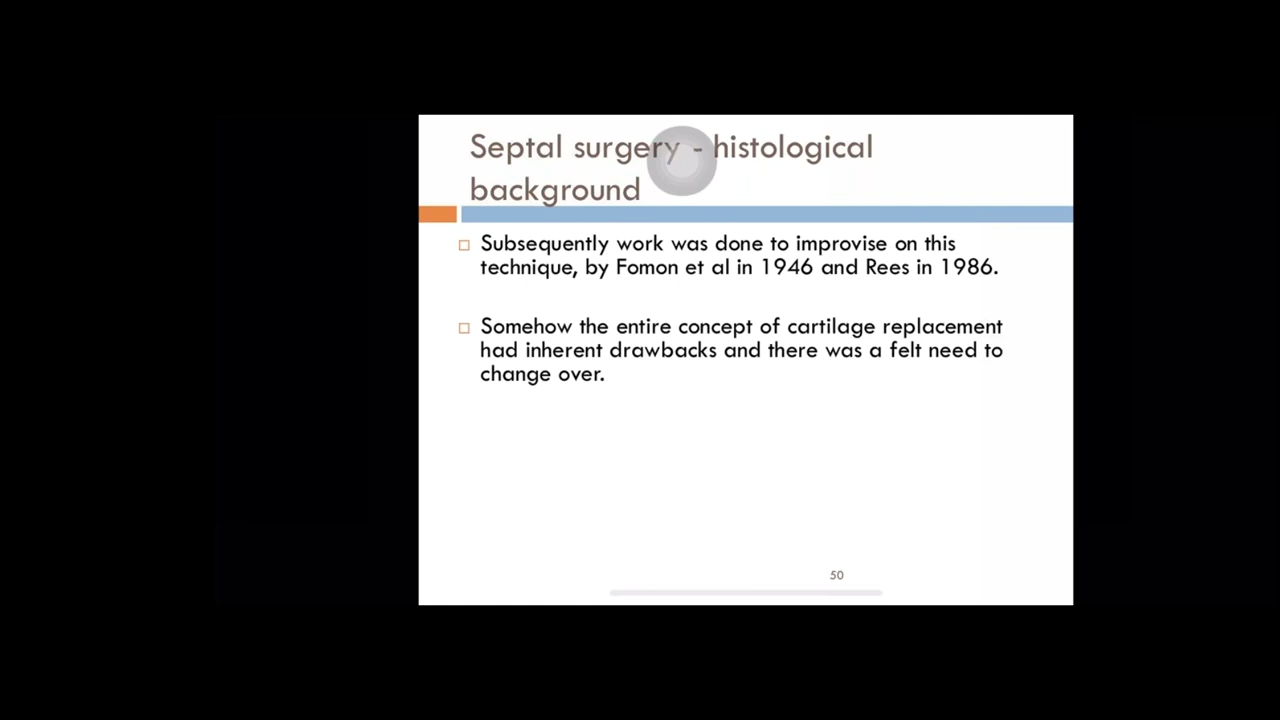 Septal surgery - histological
background
Subsequently work was done to improvise on this
technique, by Fomon et al in 1946 and Rees in 1986.
Somehow the entire concept of cartilage replacement
had inherent drawbacks and there was a felt need to
change over.
50